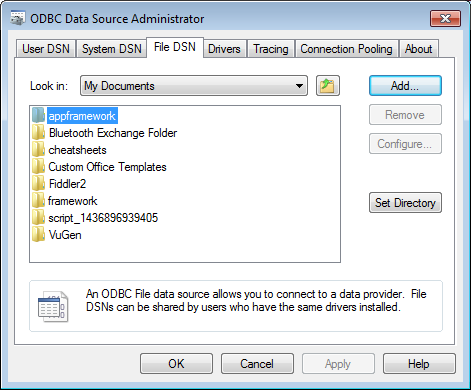 ODBC Data Source Administrator
User DSN System DSN File DSN Drivers Tracing Connection Pooling About
Look in: My Documents Add...
appframework
Remove
Bluetooth Exchange Folder
cheatsheets
Configure...
Custom Office Templates
Fiddler2
framework
Set Directory
script_1436896939405
VuGen
An ODBC File data source allows you to connect to a data provider. File
DSNs can be shared by users who have the same drivers installed.
OK Cancel Apply Help